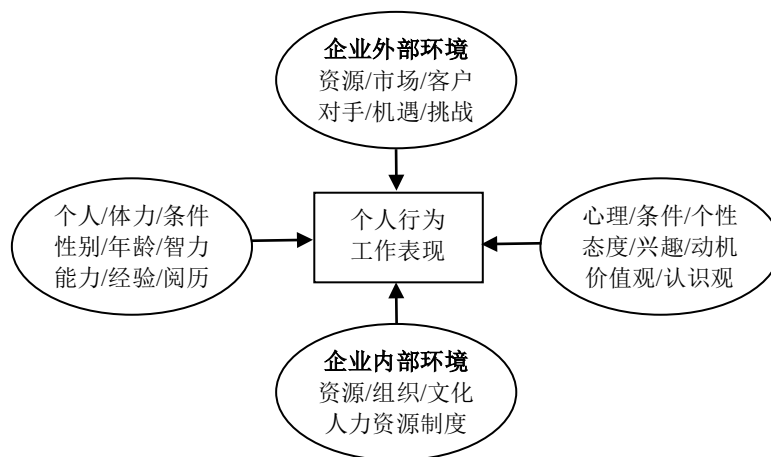 企业外部环境
资源/市场/客户
对手/机遇/挑战
个人/体力/条件
性别/年龄/智力
能力/经验/阅历
个人行为
工作表现
心理/条件/个性
态度/兴趣/动机
价值观/认识观
企业内部环境
资源/组织/文化
人力资源制度